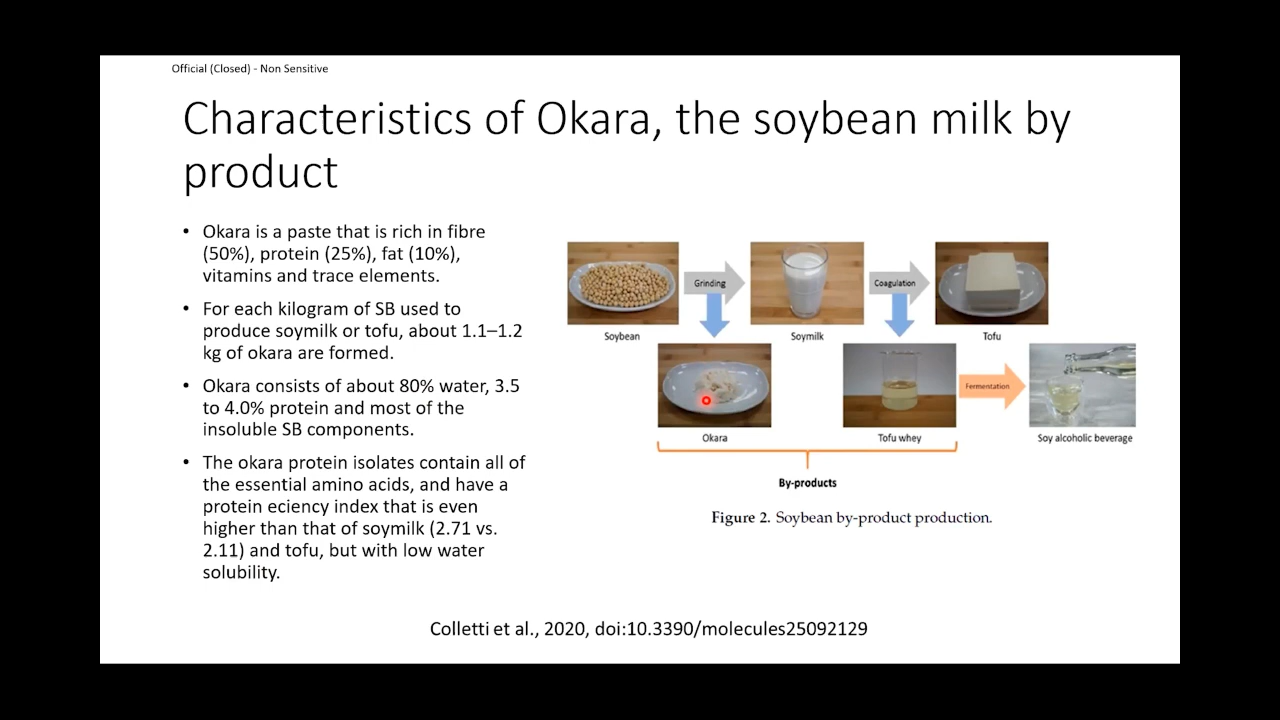 Official (Closed) - Non Sensitive
Characteristics of Okara, the soybean milk by
product
• Okara is a paste that is rich in fibre
(50%), protein (25%), fat (10%),
vitamins and trace elements.
• For each kilogram of SB used to
produce soymilk or tofu, about 1.1–1.2
kg of okara are formed.
• Okara consists of about 80% water, 3.5
to 4.0% protein and most of the
insoluble SB components.
• The okara protein isolates contain all of
the essential amino acids, and have a
protein eciency index that is even
higher than that of soymilk (2.71 vs.
2.11) and tofu, but with low water
solubility.
Grinding
Coagulation
Soybean
Soymilk
Tofu
Fermentation
Okara
Tofu whey
Soy alcoholic beverage
By-products
Figure 2. Soybean by-product production.
Colletti et al., 2020, doi:10.3390/molecules25092129